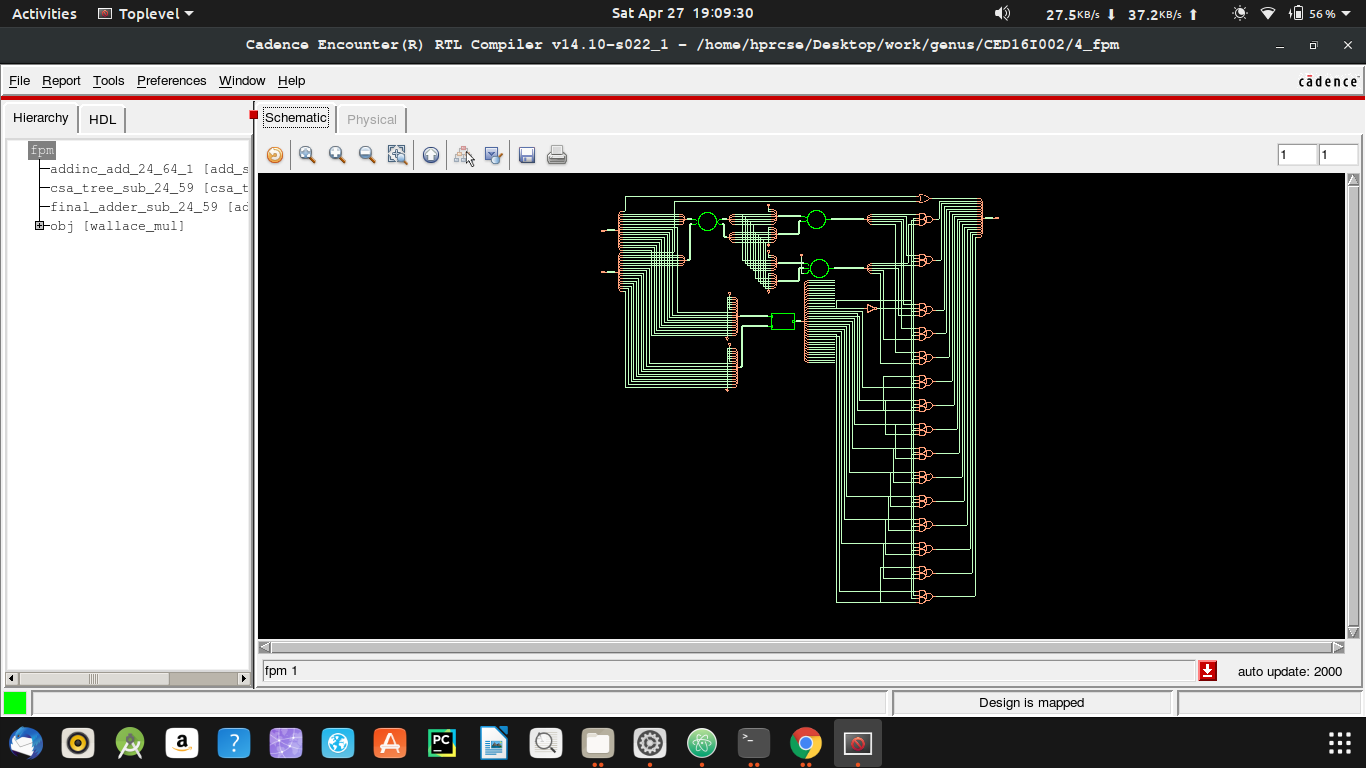 Activities Toplevel Sat Apr 27 19:09:30 27.5KB/s 37.2KB/s 56 %
Cadence Encounter(R) RTL Compiler v14.10-s022_1 - /home/hprcse/Desktop/work/genus/CED16I002/4_fpm
File Report Tools Preferences Window Help cādence
Hierarchy HDL Schematic Physical
1 1
fpm
addinc_add_24_64_1 [add_s
csa_tree_sub_24_59 [csa_t
final_adder_sub_24_59 [ad
obj [wallace_mul]
fpm 1 auto update: 2000
Design is mapped
a ? A PC >_